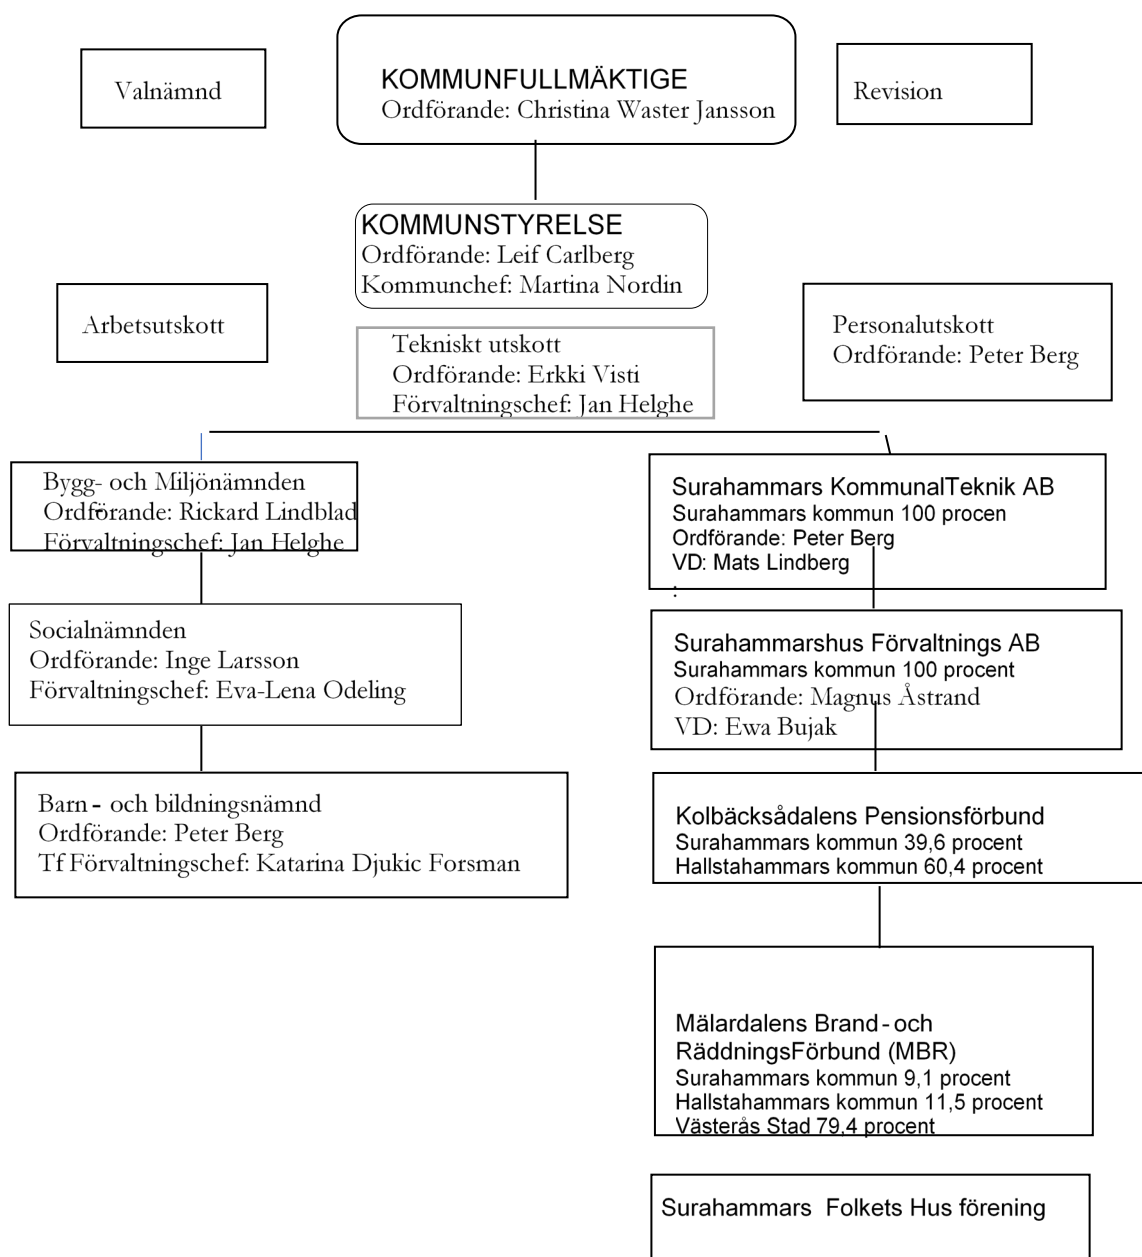 Valnämnd
KOMMUNFULLMÄKTIGE
Ordförande: Christina Waster Jansson
Revision
KOMMUNSTYRELSE
Ordförande: Leif Carlberg
Kommunchef: Martina Nordin
Arbetsutskott
Tekniskt utskott
Ordförande: Erkki Visti
Förvaltningschef: Jan Helghe
Personalutskott
Ordförande: Peter Berg
Bygg- och Miljönämnden
Ordförande: Rickard Lindblad
Förvaltningschef: Jan Helghe
Socialnämnden
Ordförande: Inge Larsson
Förvaltningschef: Eva-Lena Odeling
Barn- och bildningsnämnd
Ordförande: Peter Berg
Tf Förvaltningschef: Katarina Djukic Forsman
Surahammars KommunalTeknik AB
Surahammars kommun 100 procen
Ordförande: Peter Berg
VD: Mats Lindberg
:
Surahammarshus Förvaltnings AB
Surahammars kommun 100 procent
Ordförande: Magnus Åstrand
VD: Ewa Bujak
Kolbäcksådalens Pensionsförbund
Surahammars kommun 39,6 procent
Hallstahammars kommun 60,4 procent
Mälardalens Brand- och
RäddningsFörbund (MBR)
Surahammars kommun 9,1 procent
Hallstahammars kommun 11,5 procent
Västerås Stad 79,4 procent
Surahammars Folkets Hus förening